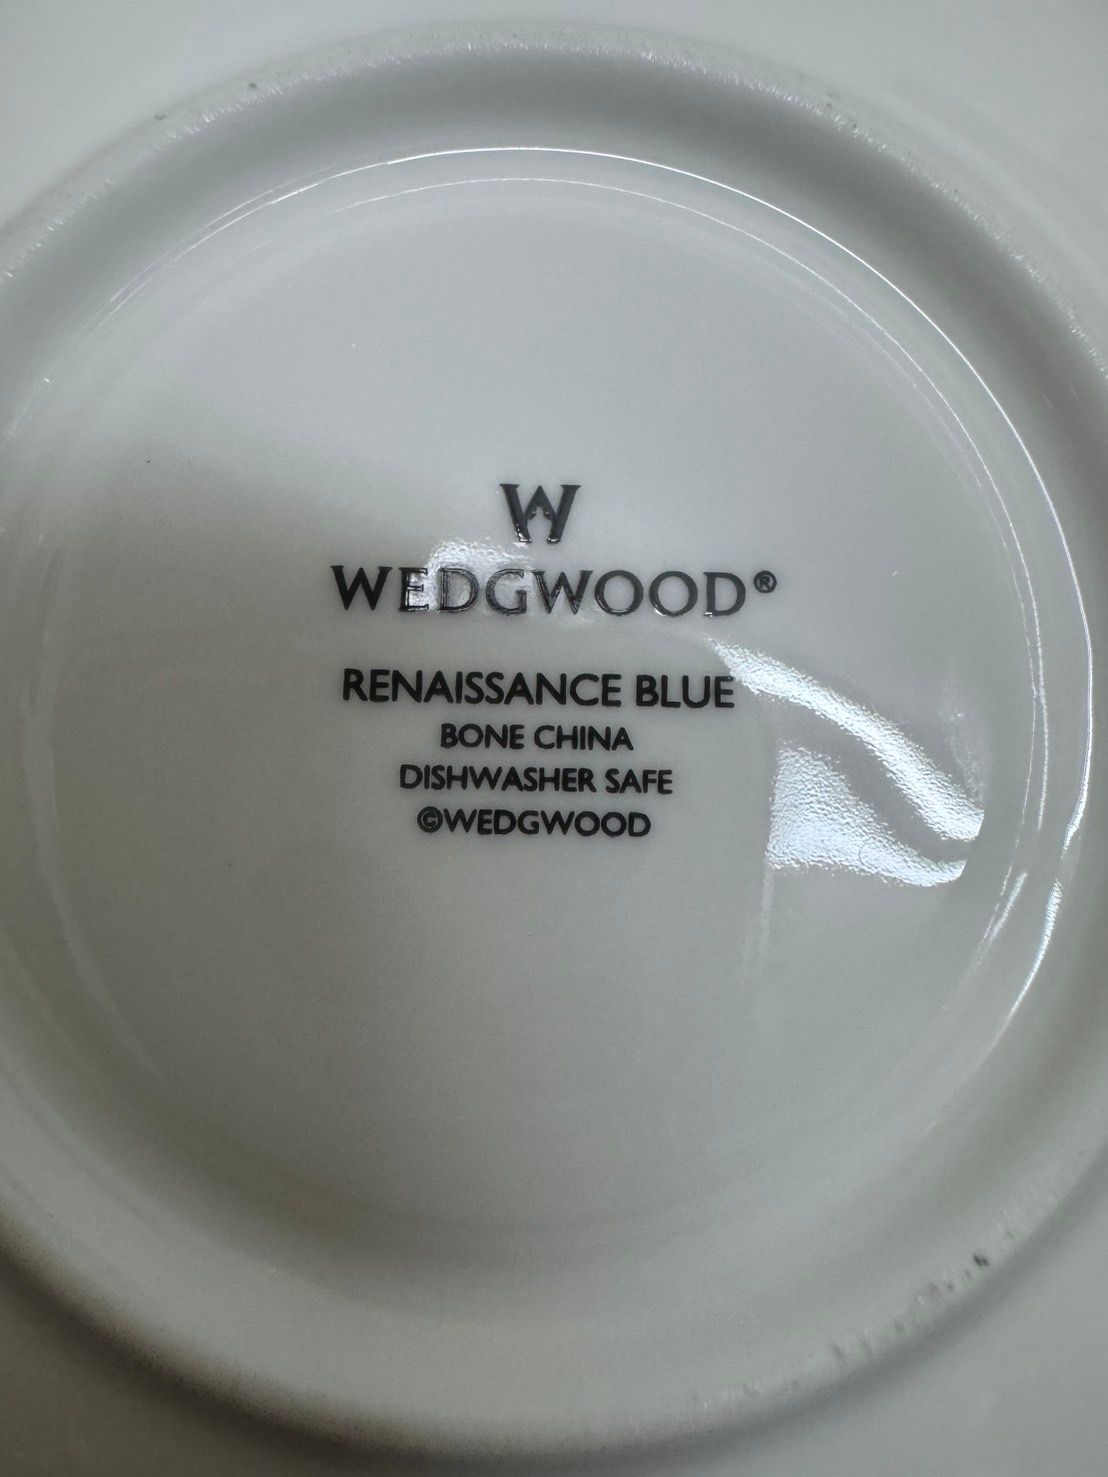 W
WEDGWOOD®
RENAISSANCE BLUE
BONE CHINA
DISHWASHER SAFE
©WEDGWOOD